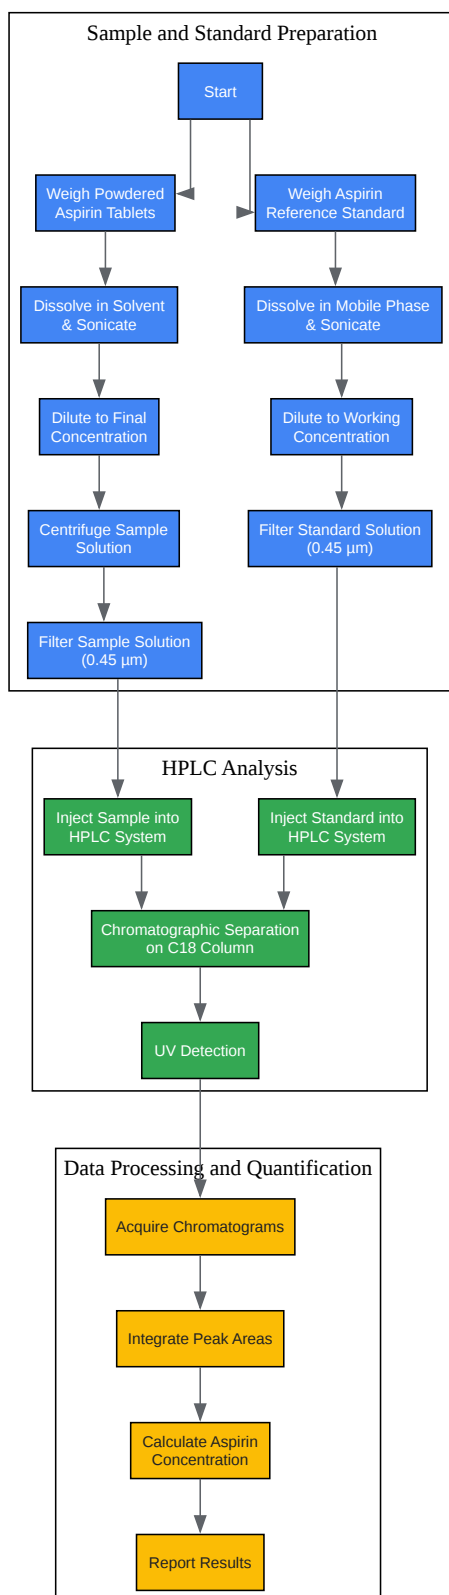 Sample and Standard Preparation
Start
Weigh Powdered
Aspirin Tablets
Weigh Aspirin
Reference Standard
Dissolve in Solvent
& Sonicate
Dissolve in Mobile Phase
& Sonicate
Dilute to Final
Concentration
Dilute to Working
Concentration
Centrifuge Sample
Solution
Filter Standard Solution
(0.45 µm)
Filter Sample Solution
(0.45 µm)
HPLC Analysis
Inject Sample into
HPLC System
Inject Standard into
HPLC System
Chromatographic Separation
on C18 Column
UV Detection
Data Processing and Quantification
Acquire Chromatograms
Integrate Peak Areas
Calculate Aspirin
Concentration
Report Results